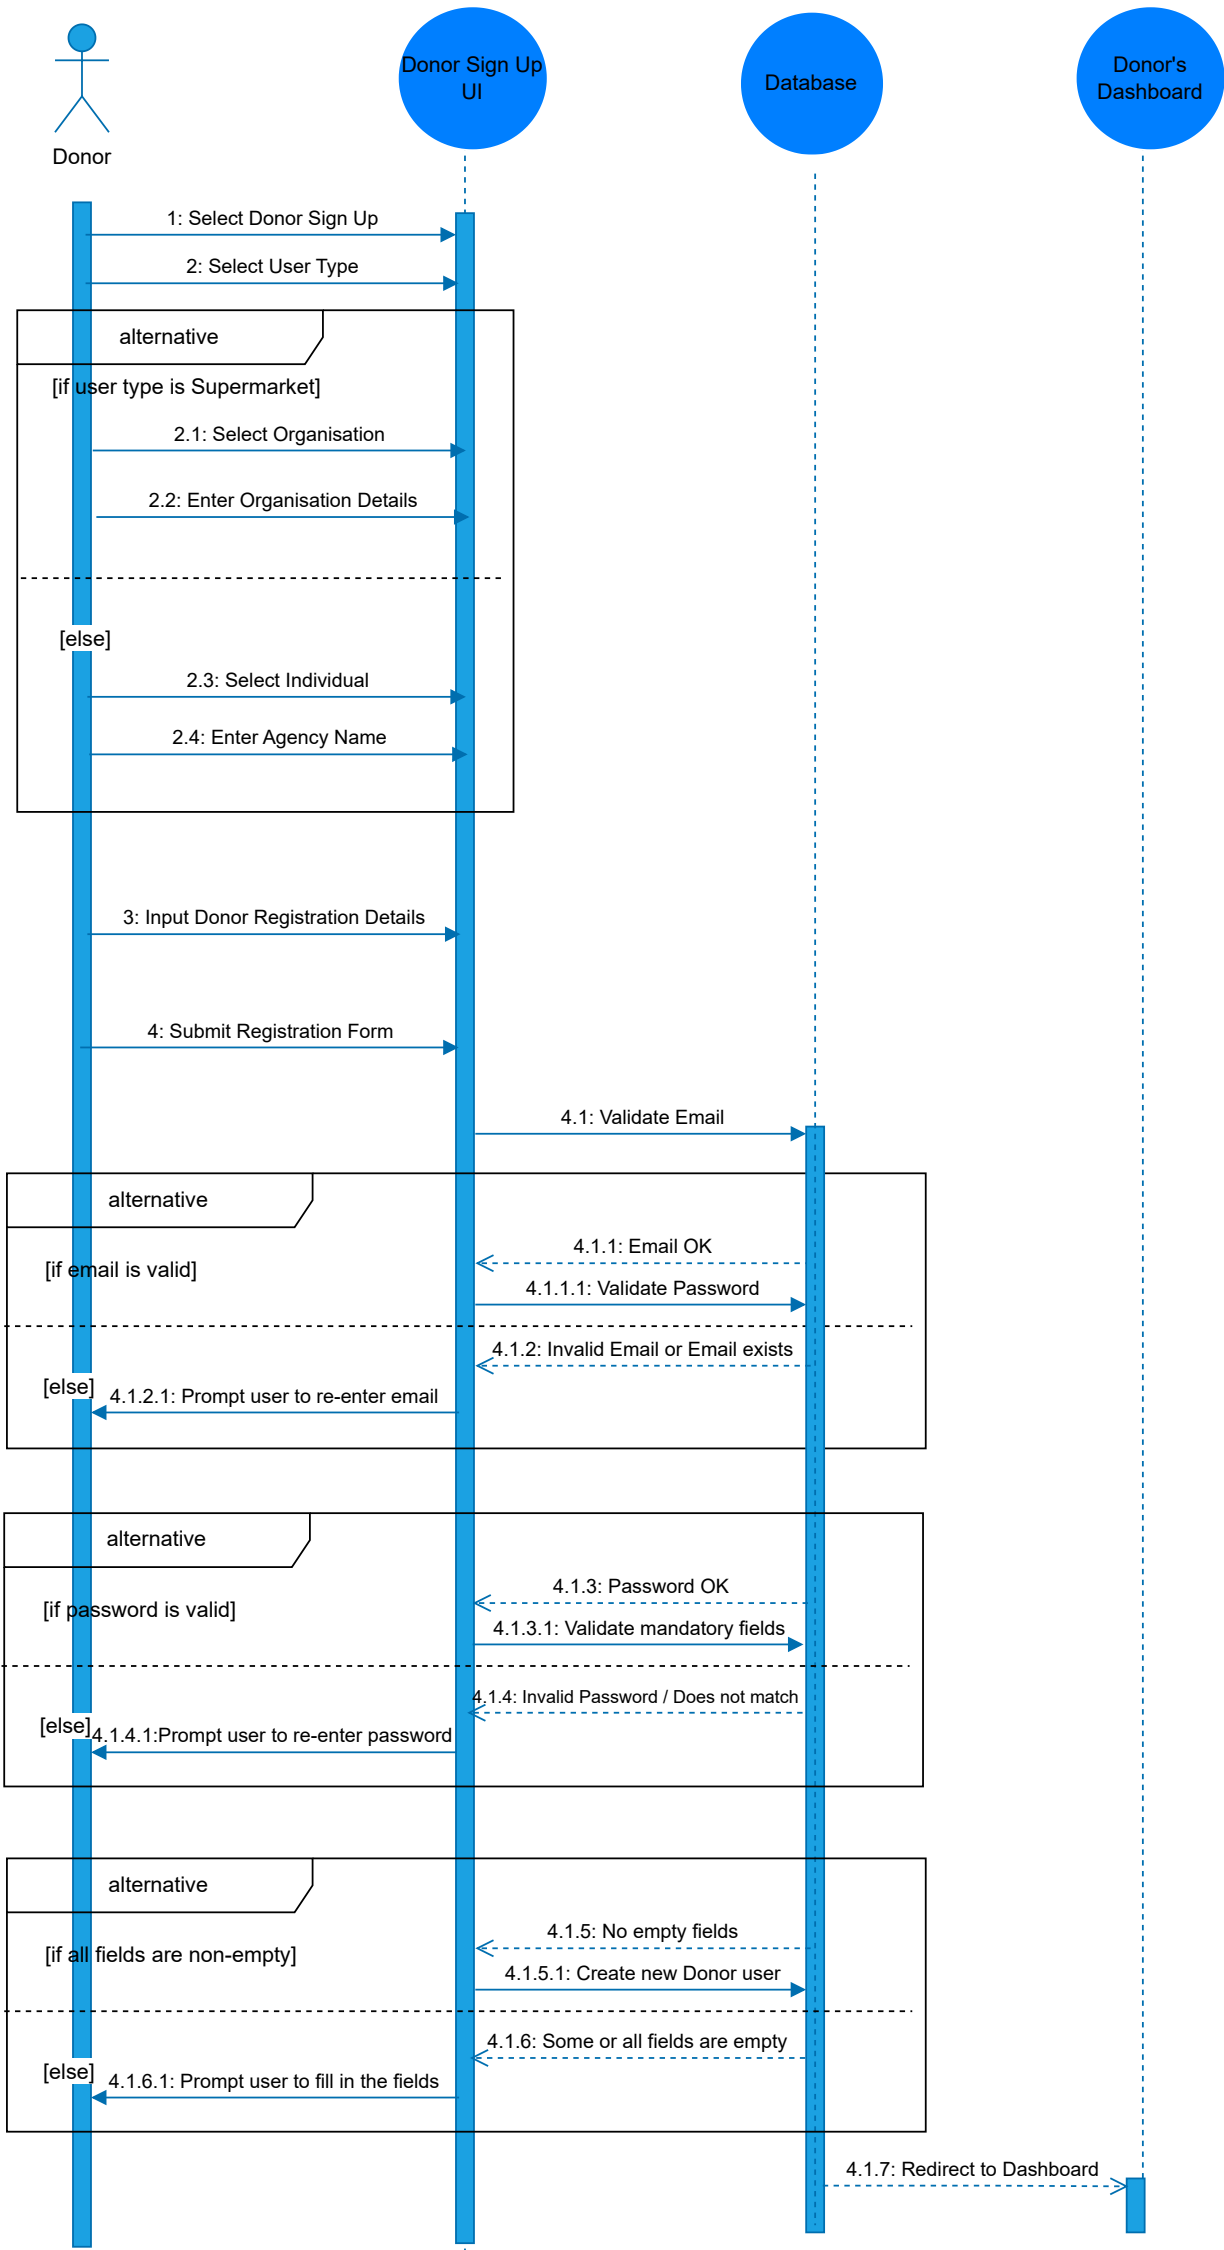 Donor Sign Up
UI
Database
Donor's
Dashboard
Donor
1: Select Donor Sign Up
2: Select User Type
alternative
[if user type is Supermarket]
2.1: Select Organisation
2.2: Enter Organisation Details
[else]
2.3: Select Individual
2.4: Enter Agency Name
3: Input Donor Registration Details
4: Submit Registration Form
4.1: Validate Email
alternative
4.1.1: Email OK
[if email is valid]
4.1.1.1: Validate Password
4.1.2: Invalid Email or Email exists
[else]
4.1.2.1: Prompt user to re-enter email
alternative
4.1.3: Password OK
[if password is valid]
4.1.3.1: Validate mandatory fields
4.1.4: Invalid Password / Does not match
[else]
4.1.4.1:Prompt user to re-enter password
alternative
4.1.5: No empty fields
[if all fields are non-empty]
4.1.5.1: Create new Donor user
4.1.6: Some or all fields are empty
[else]
4.1.6.1: Prompt user to fill in the fields
4.1.7: Redirect to Dashboard